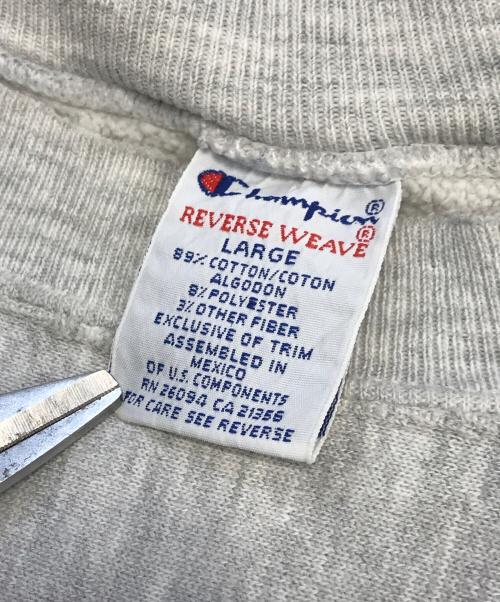 Champion®
REVERSE WEAVE®
LARGE
89% COTTON/COTON
ALGODON
8% POLYESTER
3% OTHER FIBER
EXCLUSIVE OF TRIM
ASSEMBLED IN
MEXICO
OF U.S. COMPONENTS
RN 26094 CA 21356
FOR CARE SEE REVERSE